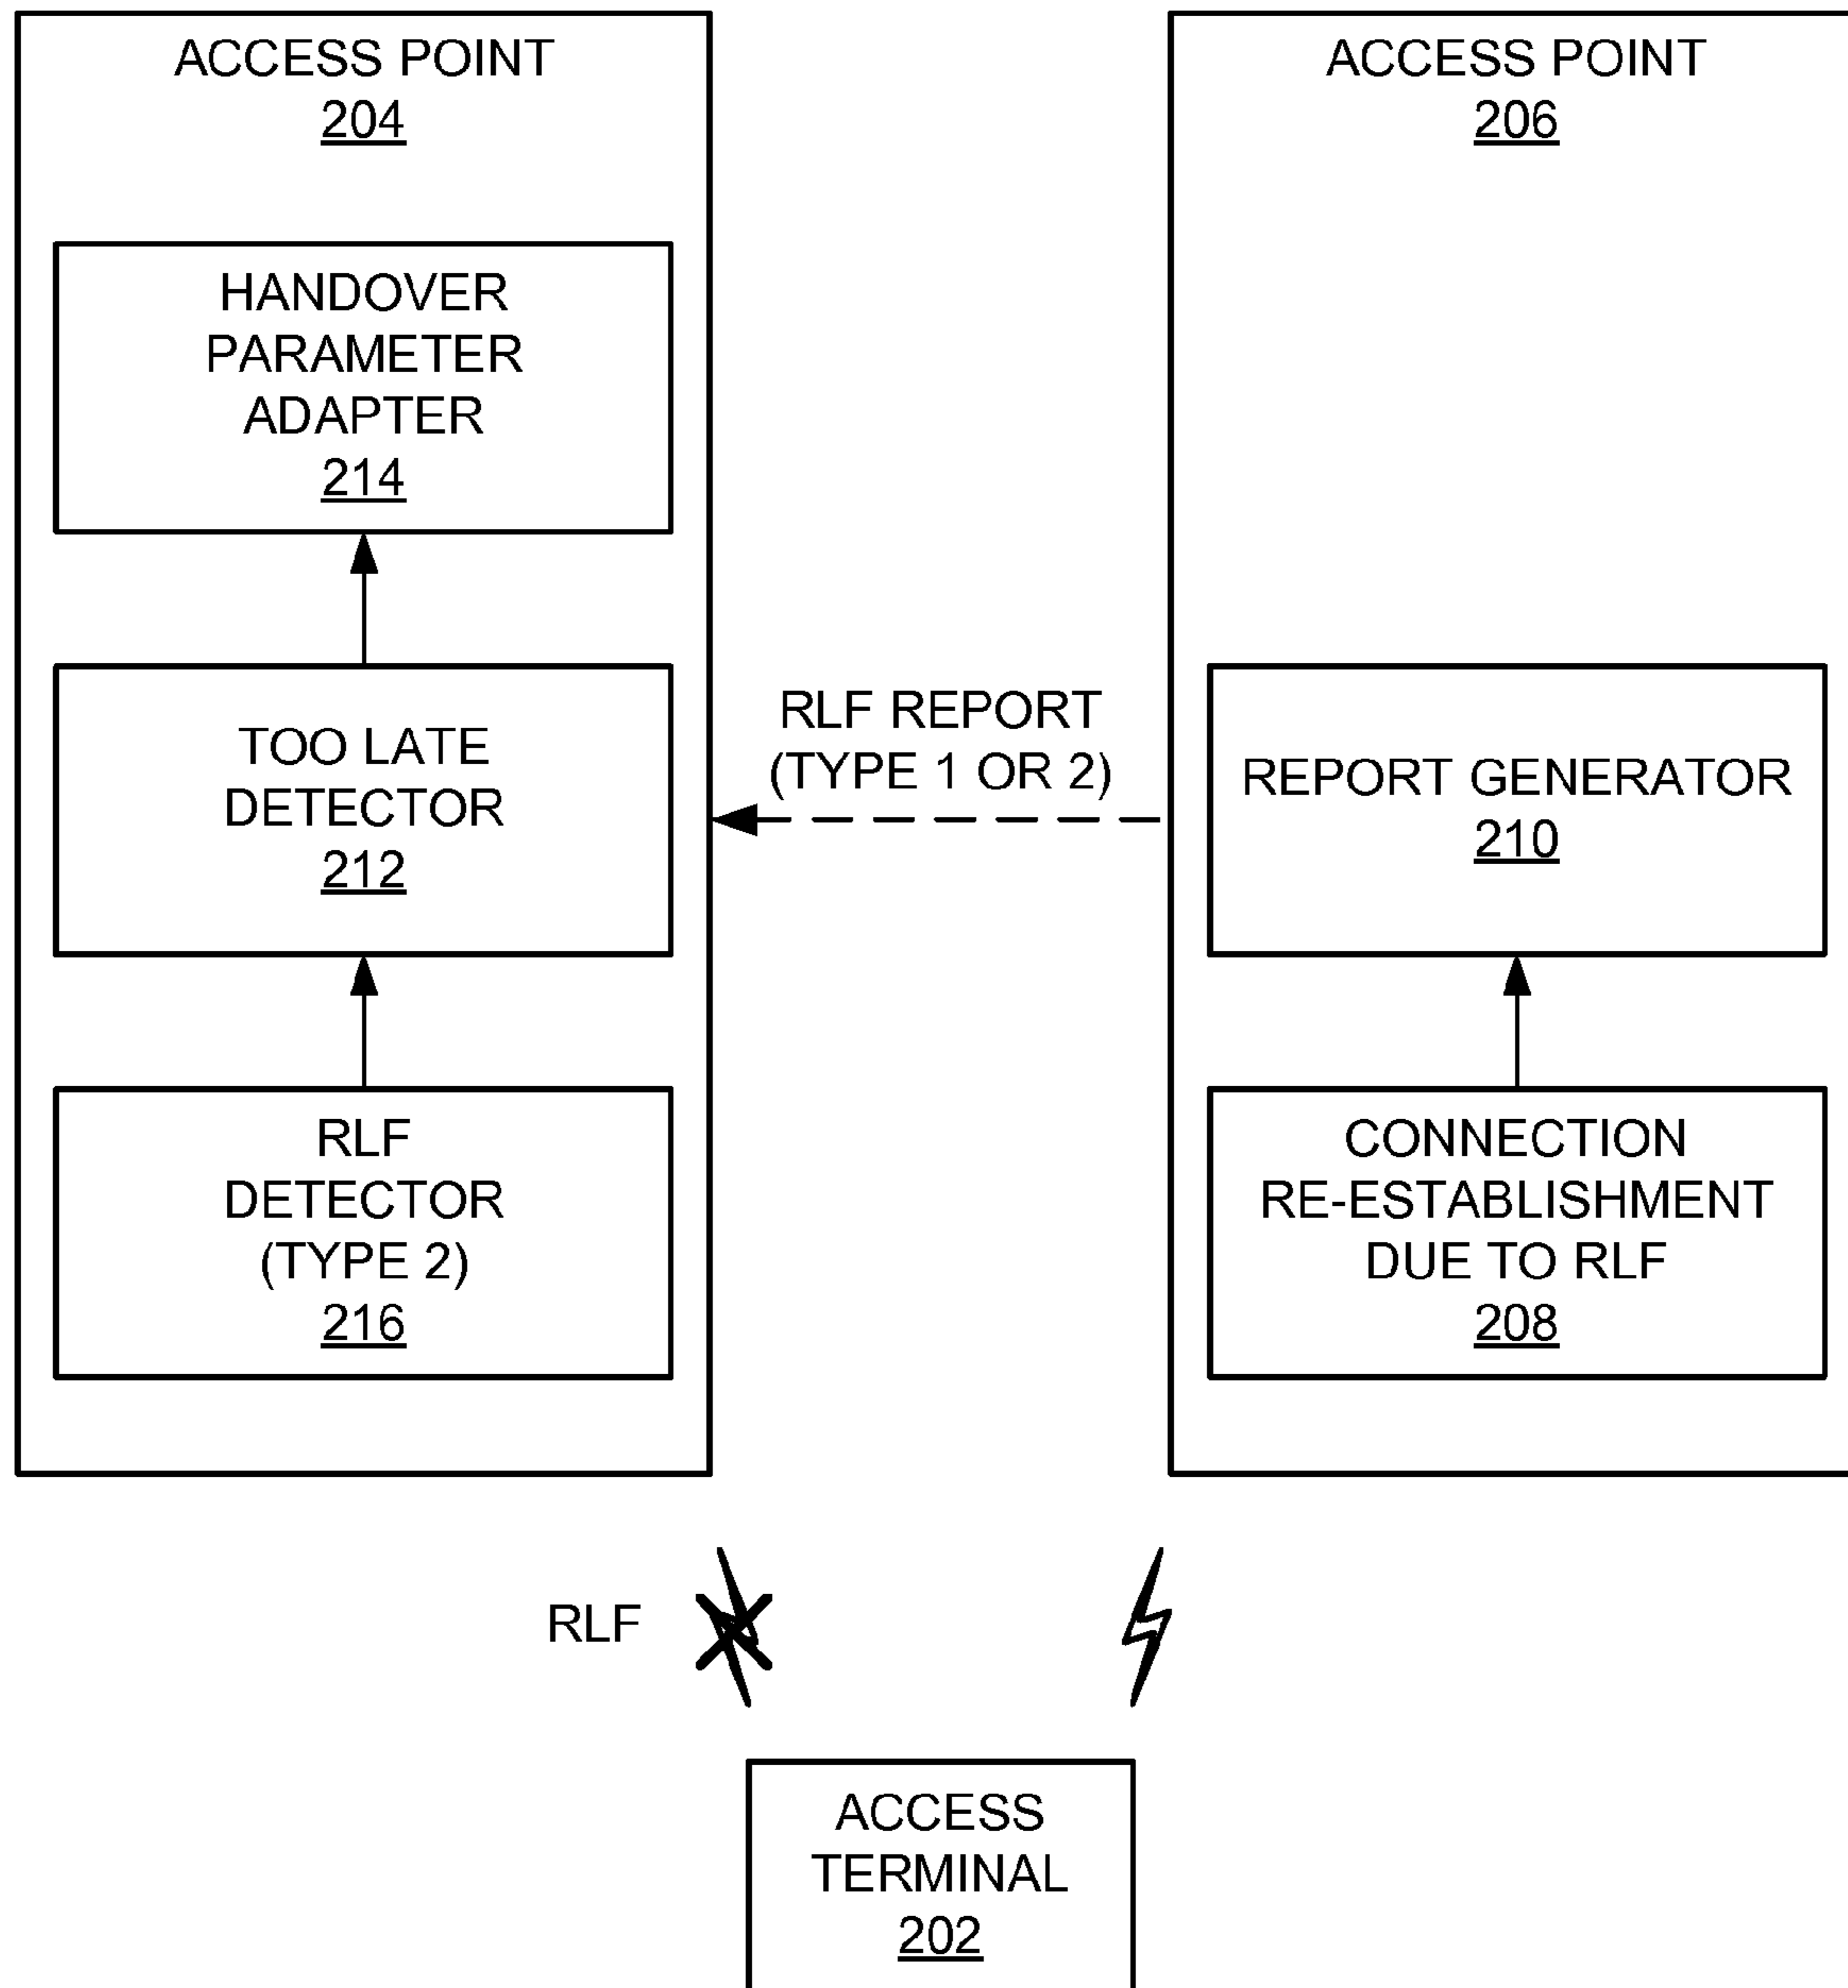 ACCESS POINT
204
HANDOVER
PARAMETER
ADAPTER
214
TOO LATE
DETECTOR
212
RLF
DETECTOR
(TYPE 2)
216
RLF REPORT
(TYPE 1 OR 2)
ACCESS POINT
206
REPORT GENERATOR
210
CONNECTION
RE-ESTABLISHMENT
DUE TO RLF
208
RLF
ACCESS
TERMINAL
202